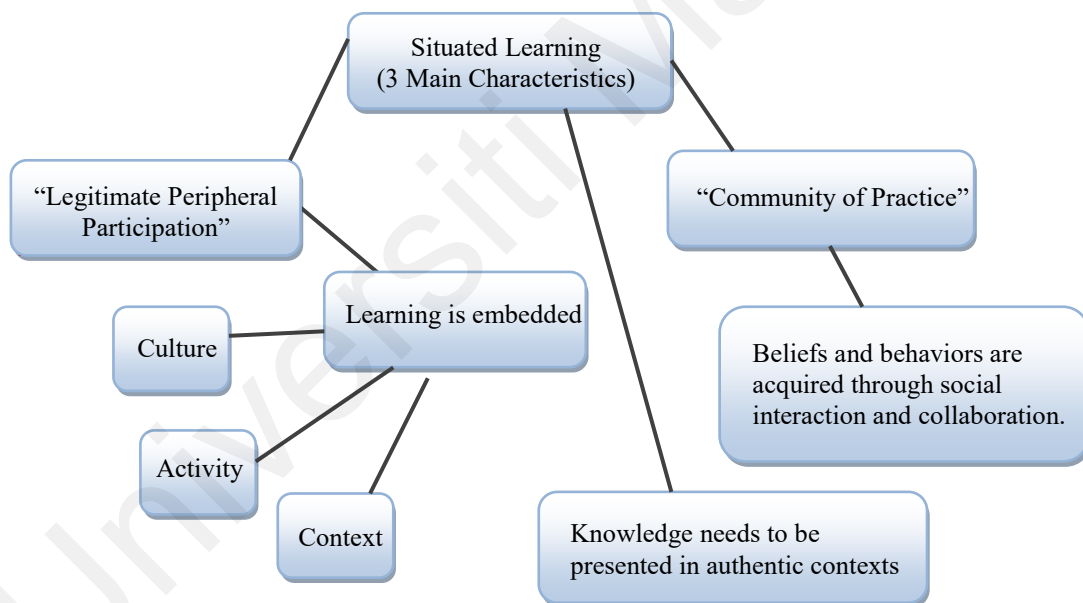 Situated Learning
(3 Main Characteristics)
“Legitimate Peripheral
Participation”
“Community of Practice”
Learning is embedded
Culture
Beliefs and behaviors are
acquired through social
interaction and collaboration.
Activity
Context
Knowledge needs to be
presented in authentic contexts
Universiti M